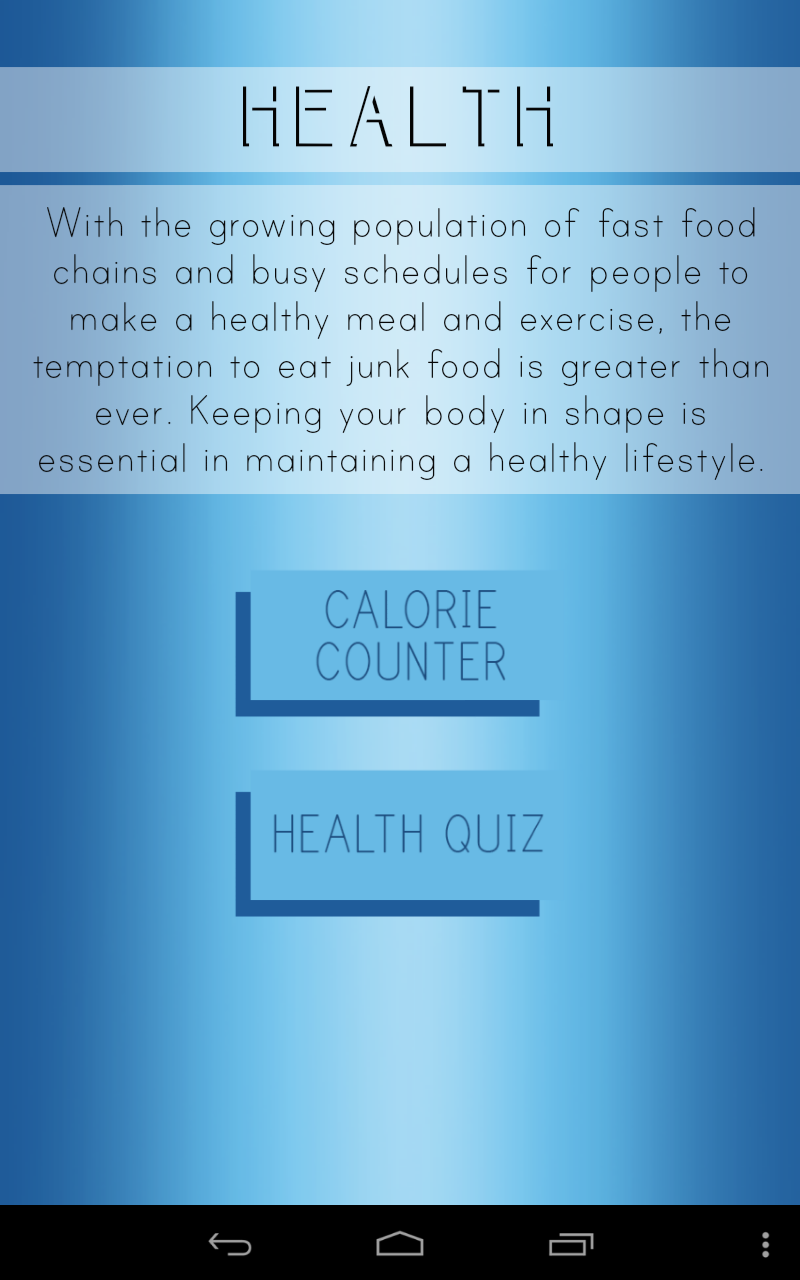 HEALTH
With the growing population of fast food
chains and busy schedules for people to
make a healthy meal and exercise, the
temptation to eat junk food is greater than
ever. Keeping your body in shape is
essential in maintaining a healthy lifestyle.
CALORIE
COUNTER
HEALTH QUIZ